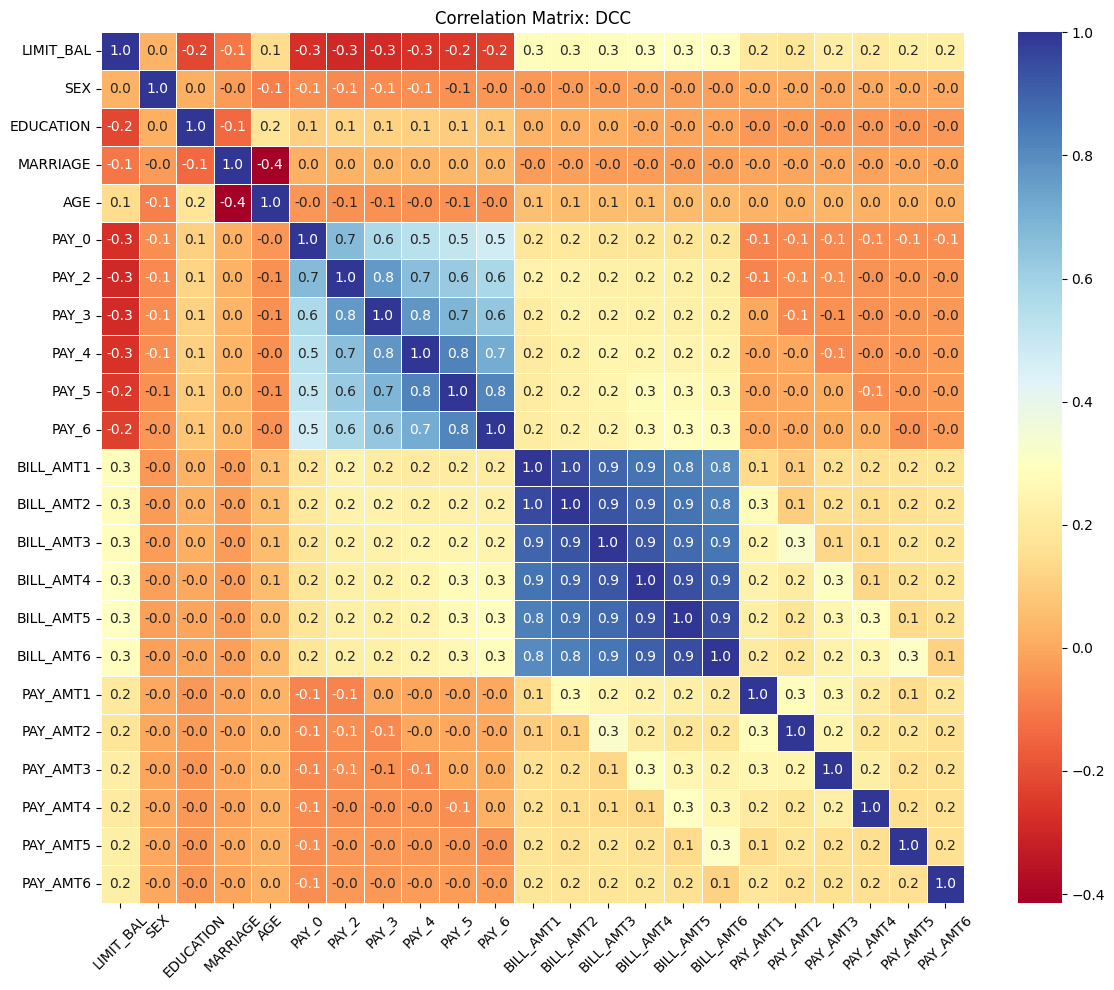 Correlation Matrix: DCC
LIMIT_BAL 1.0 0.0 -0.2 -0.1 0.1 -0.3 -0.3 -0.3 -0.3 -0.2 -0.2 0.3 0.3 0.3 0.3 0.3 0.3 0.2 0.2 0.2 0.2 0.2 0.2
SEX 0.0 1.0 0.0 -0.0 -0.1 -0.1 -0.1 -0.1 -0.1 -0.1 -0.0 -0.0 -0.0 -0.0 -0.0 -0.0 -0.0 -0.0 -0.0 -0.0 -0.0 -0.0 -0.0
EDUCATION -0.2 0.0 1.0 -0.1 0.2 0.1 0.1 0.1 0.1 0.1 0.1 0.0 0.0 0.0 -0.0 -0.0 -0.0 -0.0 -0.0 -0.0 -0.0 -0.0 -0.0
MARRIAGE -0.1 -0.0 -0.1 1.0 -0.4 0.0 0.0 0.0 0.0 0.0 0.0 -0.0 -0.0 -0.0 -0.0 -0.0 -0.0 -0.0 -0.0 -0.0 -0.0 -0.0 -0.0
AGE 0.1 -0.1 0.2 -0.4 1.0 -0.0 -0.1 -0.1 -0.0 -0.1 -0.0 0.1 0.1 0.1 0.1 0.0 0.0 0.0 0.0 0.0 0.0 0.0 0.0
PAY_0 -0.3 -0.1 0.1 0.0 -0.0 1.0 0.7 0.6 0.5 0.5 0.5 0.2 0.2 0.2 0.2 0.2 0.2 -0.1 -0.1 -0.1 -0.1 -0.1 -0.1
PAY_2 -0.3 -0.1 0.1 0.0 -0.1 0.7 1.0 0.8 0.7 0.6 0.6 0.2 0.2 0.2 0.2 0.2 0.2 -0.1 -0.1 -0.1 -0.0 -0.0 -0.0
PAY_3 -0.3 -0.1 0.1 0.0 -0.1 0.6 0.8 1.0 0.8 0.7 0.6 0.2 0.2 0.2 0.2 0.2 0.2 0.0 -0.1 -0.1 -0.0 -0.0 -0.0
PAY_4 -0.3 -0.1 0.1 0.0 -0.0 0.5 0.7 0.8 1.0 0.8 0.7 0.2 0.2 0.2 0.2 0.2 0.2 -0.0 -0.0 -0.1 -0.0 -0.0 -0.0
PAY_5 -0.2 -0.1 0.1 0.0 -0.1 0.5 0.6 0.7 0.8 1.0 0.8 0.2 0.2 0.2 0.3 0.3 0.3 -0.0 -0.0 0.0 -0.1 -0.0 -0.0
PAY_6 -0.2 -0.0 0.1 0.0 -0.0 0.5 0.6 0.6 0.7 0.8 1.0 0.2 0.2 0.2 0.3 0.3 0.3 -0.0 -0.0 0.0 0.0 -0.0 -0.0
BILL_AMT1 0.3 -0.0 0.0 -0.0 0.1 0.2 0.2 0.2 0.2 0.2 0.2 1.0 1.0 0.9 0.9 0.8 0.8 0.1 0.1 0.2 0.2 0.2 0.2
BILL_AMT2 0.3 -0.0 0.0 -0.0 0.1 0.2 0.2 0.2 0.2 0.2 0.2 1.0 1.0 0.9 0.9 0.9 0.8 0.3 0.1 0.2 0.1 0.2 0.2
BILL_AMT3 0.3 -0.0 0.0 -0.0 0.1 0.2 0.2 0.2 0.2 0.2 0.2 0.9 0.9 1.0 0.9 0.9 0.9 0.2 0.3 0.1 0.1 0.2 0.2
BILL_AMT4 0.3 -0.0 -0.0 -0.0 0.1 0.2 0.2 0.2 0.2 0.3 0.3 0.9 0.9 0.9 1.0 0.9 0.9 0.2 0.2 0.3 0.1 0.2 0.2
BILL_AMT5 0.3 -0.0 -0.0 -0.0 0.0 0.2 0.2 0.2 0.2 0.3 0.3 0.8 0.9 0.9 0.9 1.0 0.9 0.2 0.2 0.3 0.3 0.1 0.2
BILL_AMT6 0.3 -0.0 -0.0 -0.0 0.0 0.2 0.2 0.2 0.2 0.3 0.3 0.8 0.8 0.9 0.9 0.9 1.0 0.2 0.2 0.2 0.3 0.3 0.1
PAY_AMT1 0.2 -0.0 -0.0 -0.0 0.0 -0.1 -0.1 0.0 -0.0 -0.0 -0.0 0.1 0.3 0.2 0.2 0.2 0.2 1.0 0.3 0.3 0.2 0.1 0.2
PAY_AMT2 0.2 -0.0 -0.0 -0.0 0.0 -0.1 -0.1 -0.1 -0.0 -0.0 -0.0 0.1 0.1 0.3 0.2 0.2 0.2 0.3 1.0 0.2 0.2 0.2 0.2
PAY_AMT3 0.2 -0.0 -0.0 -0.0 0.0 -0.1 -0.1 -0.1 -0.1 0.0 0.0 0.2 0.2 0.1 0.3 0.3 0.2 0.3 0.2 1.0 0.2 0.2 0.2
PAY_AMT4 0.2 -0.0 -0.0 -0.0 0.0 -0.1 -0.0 -0.0 -0.0 -0.1 0.0 0.2 0.1 0.1 0.1 0.3 0.3 0.2 0.2 0.2 1.0 0.2 0.2
PAY_AMT5 0.2 -0.0 -0.0 -0.0 0.0 -0.1 -0.0 -0.0 -0.0 -0.0 -0.0 0.2 0.2 0.2 0.2 0.1 0.3 0.1 0.2 0.2 0.2 1.0 0.2
PAY_AMT6 0.2 -0.0 -0.0 -0.0 0.0 -0.1 -0.0 -0.0 -0.0 -0.0 -0.0 0.2 0.2 0.2 0.2 0.2 0.1 0.2 0.2 0.2 0.2 0.2 1.0
LIMIT_BAL SEX EDUCATION MARRIAGE AGE PAY_0 PAY_2 PAY_3 PAY_4 PAY_5 PAY_6 BILL_AMT1 BILL_AMT2 BILL_AMT3 BILL_AMT4 BILL_AMT5 BILL_AMT6 PAY_AMT1 PAY_AMT2 PAY_AMT3 PAY_AMT4 PAY_AMT5 PAY_AMT6
1.0
0.8
0.6
0.4
0.2
0.0
−0.2
−0.4